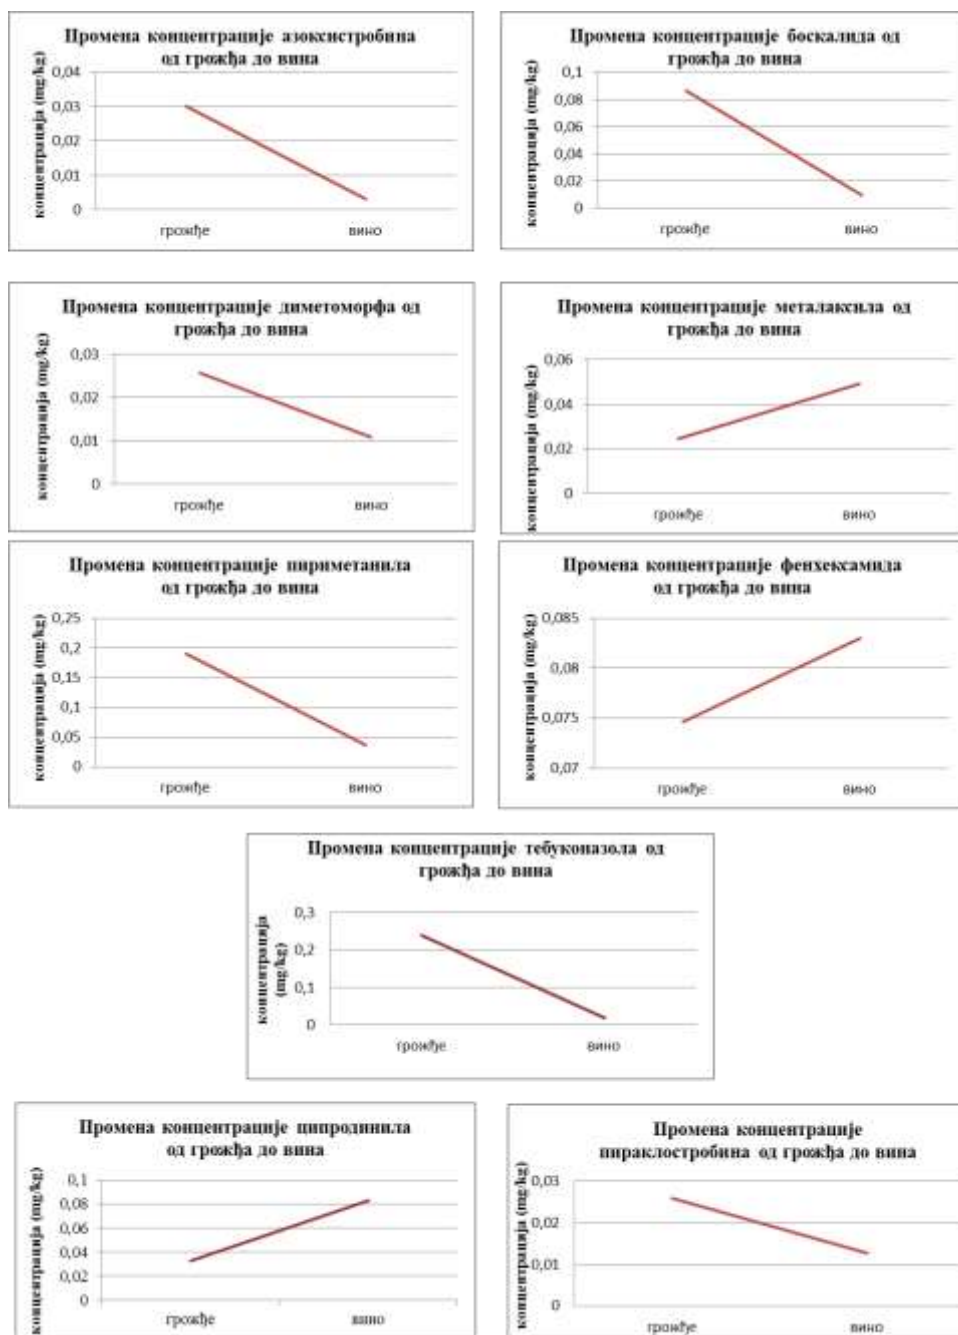 Промена концентрације азоксистробина
од грожђа до вина
концентрација (mg/kg)
0,04
0,03
0,02
0,01
0
грожђе
вино
Промена концентрације боскалида од
грожђа до вина
концентрација (mg/kg)
0,1
0,08
0,06
0,04
0,02
0
грожђе
вино
Промена концентрације диметоморфа од
грожђа до вина
концентрација (mg/kg)
0,03
0,02
0,01
0
грожђе
вино
Промена концентрације металаксила од
грожђа до вина
концентрација (mg/kg)
0,06
0,04
0,02
0
грожђе
вино
Промена концентрације пириметанила
од грожђа до вина
концентрација (mg/kg)
0,25
0,2
0,15
0,1
0,05
0
грожђе
вино
Промена концентрације фенхексамида
од грожђа до вина
концентрација (mg/kg)
0,085
0,08
0,075
0,07
грожђе
вино
Промена концентрације тебуконазола од
грожђа до вина
концентрација
(mg/kg)
0,3
0,2
0,1
0
грожђе
вино
Промена концентрације ципродинила
од грожђа до вина
концентрација (mg/kg)
0,1
0,08
0,06
0,04
0,02
0
грожђе
вино
Промена концентрације
пираклостробина од грожђа до вина
концентрација (mg/kg)
0,03
0,02
0,01
0
грожђе
вино